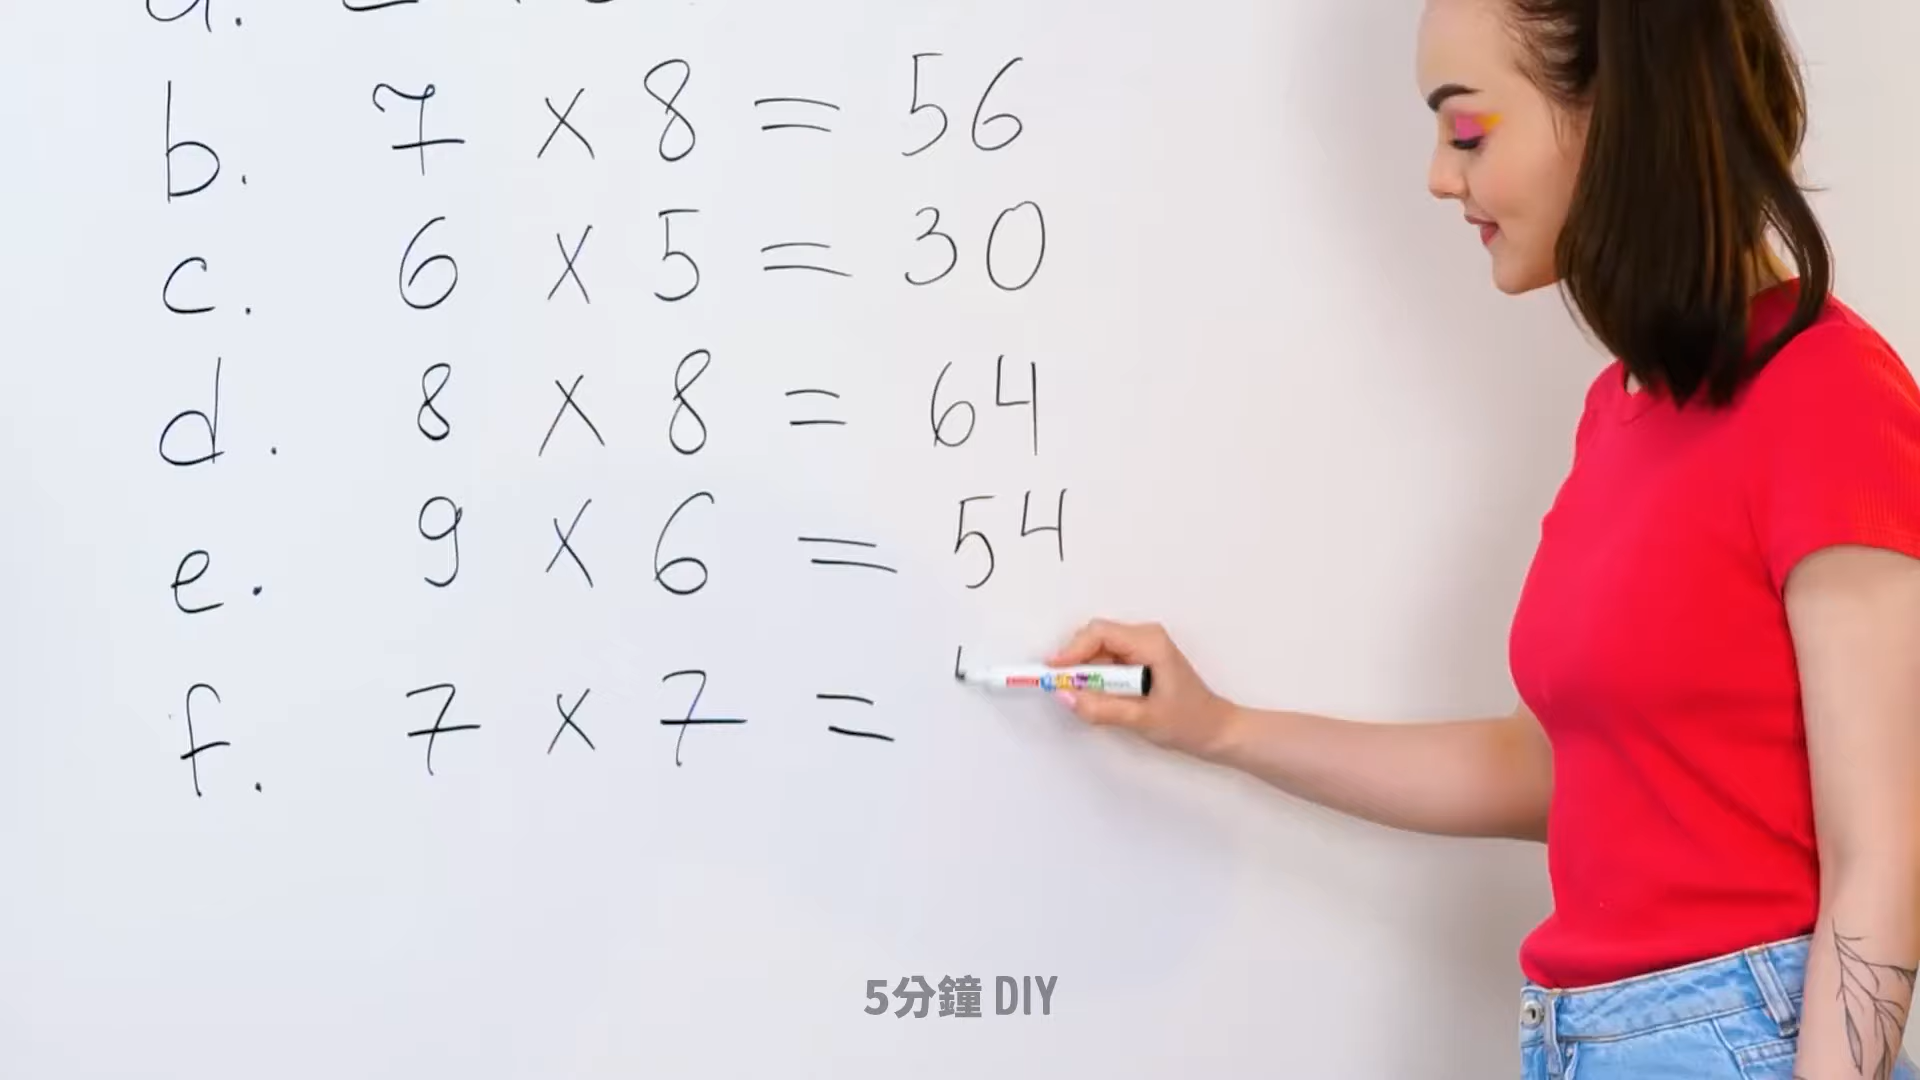 b. 7 x 8 = 56
c. 6 x 5 = 30
d. 8 x 8 = 64
e. 9 x 6 = 54
f. 7 x 7 =
5分鐘 DIY